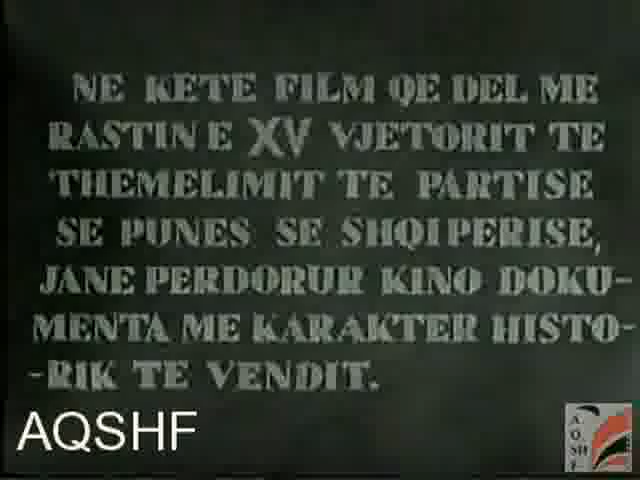 NE KETE FILM QE DEL ME
RASTIN E XV VJETORIT TE
THEMELIMIT TE PARTISE
SE PUNES SE SHQIPERISE,
JANE PERDORUR KINO DOKU-
MENTA ME KARAKTER HISTO-
-RIK TE VENDIT.
AQSHF
A
Q
SH
F